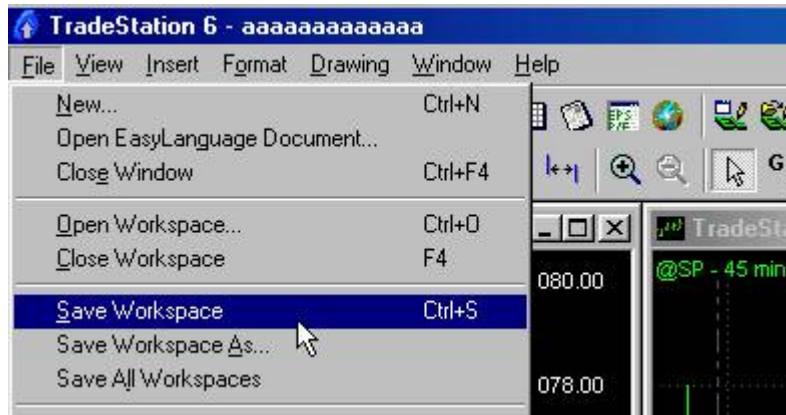 TradeStation 6 - aaaaaaaaaaaaaa
File View Insert Format Drawing Window Help
New... Ctrl+N
Open EasyLanguage Document...
Close Window Ctrl+F4
Open Workspace... Ctrl+O
Close Workspace F4
Save Workspace Ctrl+S
Save Workspace As...
Save All Workspaces
G
080.00
078.00
@SP - 45 min